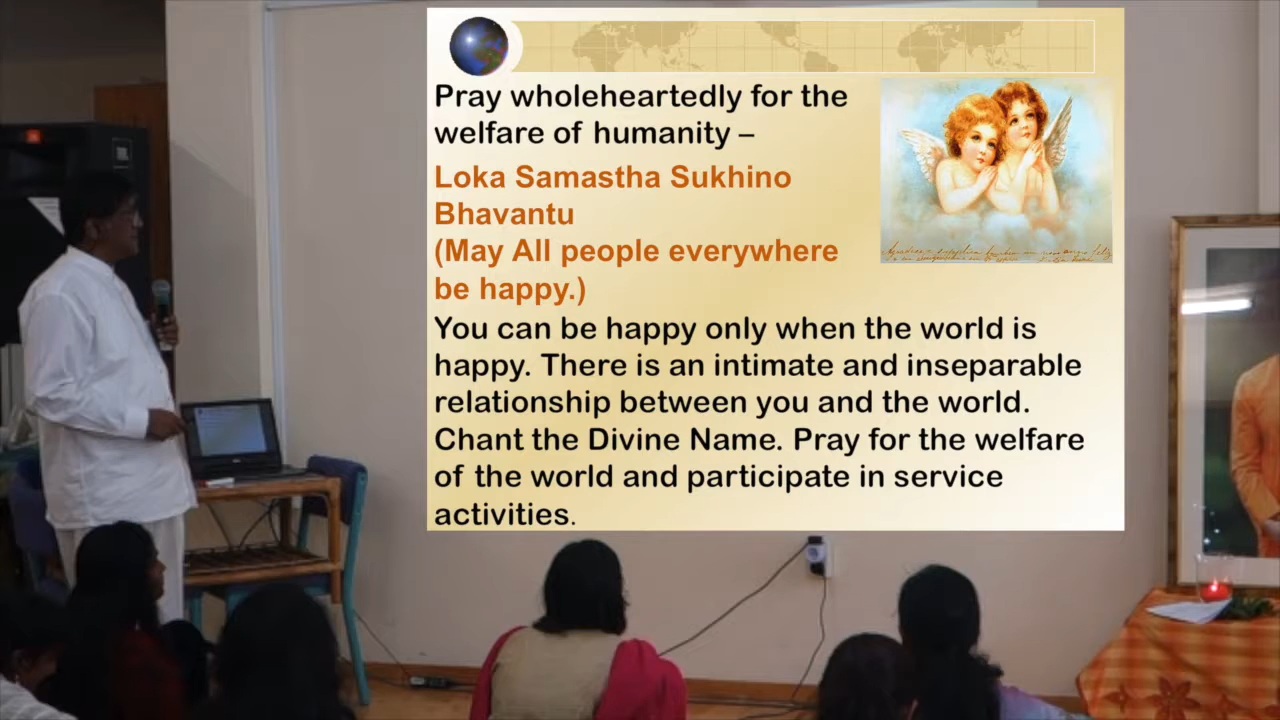 Pray wholeheartedly for the
welfare of humanity –
Loka Samastha Sukhino
Bhavantu
(May All people everywhere
be happy.)
You can be happy only when the world is
happy. There is an intimate and inseparable
relationship between you and the world.
Chant the Divine Name. Pray for the welfare
of the world and participate in service
activities.